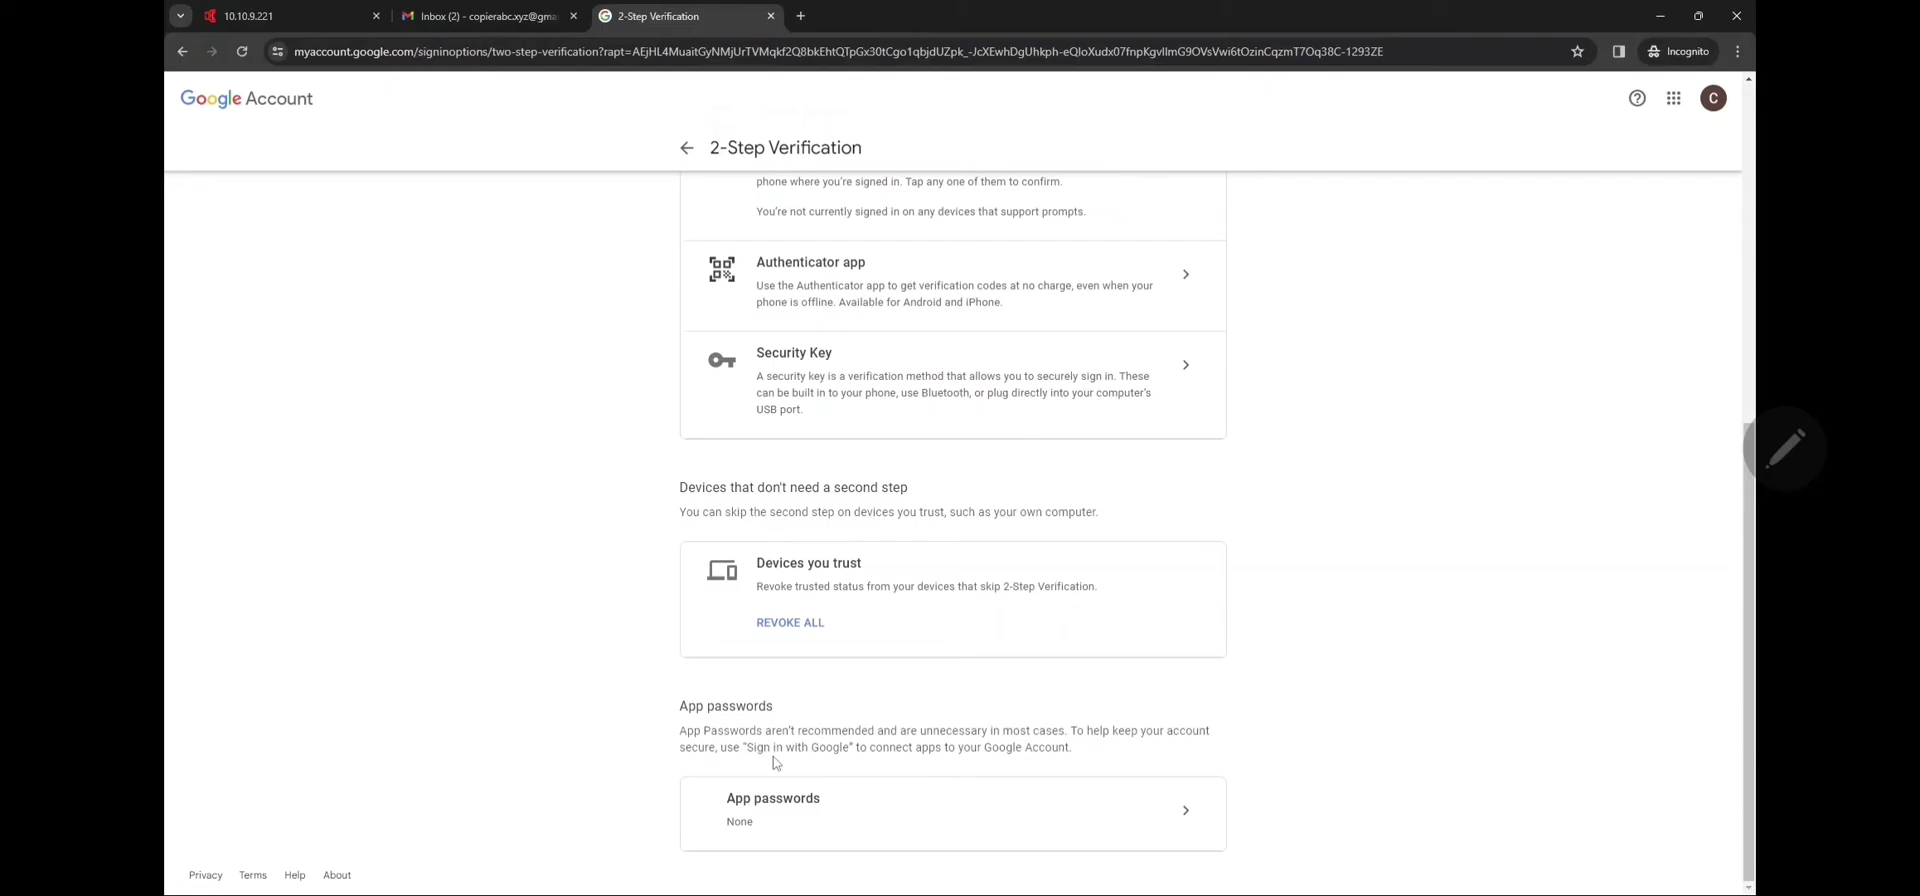 10.10.9.221
Inbox (2) - copierabc.xyz@gma
2-Step Verification
myaccount.google.com/signinoptions/two-step-verification?rapt=AEjHL4MuaitGyNMjUrTVMqkf2Q8bkEhtQTpGx30tCgo1qbjdUZpk_-JcXEwhDgUhkph-eQIoXudx07fnpKgvIImG9OVsVwi6tOzinCqzmT7Oq38C-1293ZE
Incognito
Google Account
C
2-Step Verification
phone where you're signed in. Tap any one of them to confirm.
You're not currently signed in on any devices that support prompts.
Authenticator app
Use the Authenticator app to get verification codes at no charge, even when your
phone is offline. Available for Android and iPhone.
Security Key
A security key is a verification method that allows you to securely sign in. These
can be built in to your phone, use Bluetooth, or plug directly into your computer's
USB port.
Devices that don't need a second step
You can skip the second step on devices you trust, such as your own computer.
Devices you trust
Revoke trusted status from your devices that skip 2-Step Verification.
REVOKE ALL
App passwords
App Passwords aren't recommended and are unnecessary in most cases. To help keep your account
secure, use "Sign in with Google" to connect apps to your Google Account.
App passwords
None
Privacy Terms Help About